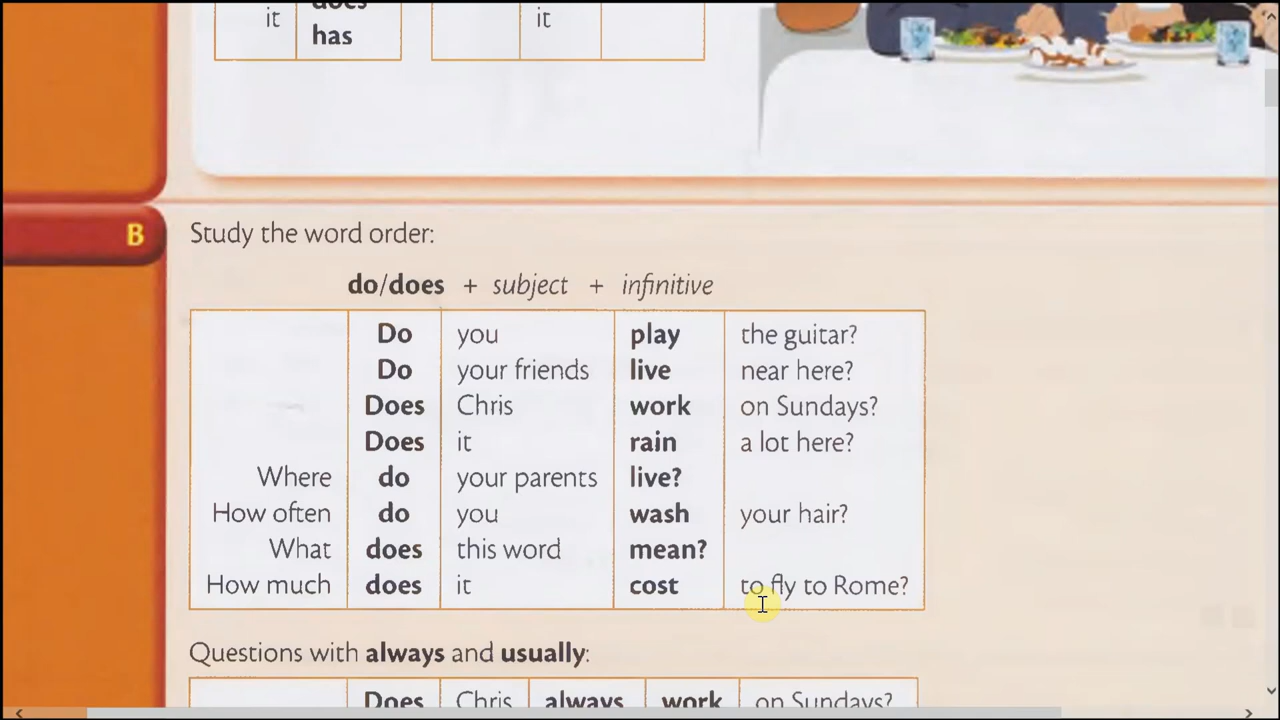 it does
has
it
B
Study the word order:
do/does + subject + infinitive
Do you play the guitar?
Do your friends live near here?
Does Chris work on Sundays?
Does it rain a lot here?
Where do your parents live?
How often do you wash your hair?
What does this word mean?
How much does it cost to fly to Rome?
Questions with always and usually:
Does Chris always work on Sundays?